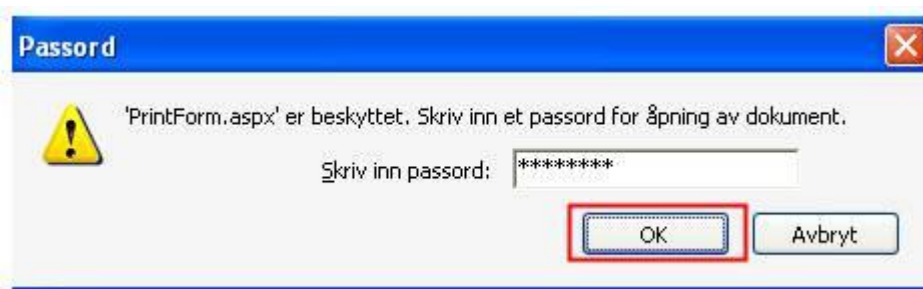 Passord
'PrintForm.aspx' er beskyttet. Skriv inn et passord for åpning av dokument.
Skriv inn passord: ********
OK Avbryt